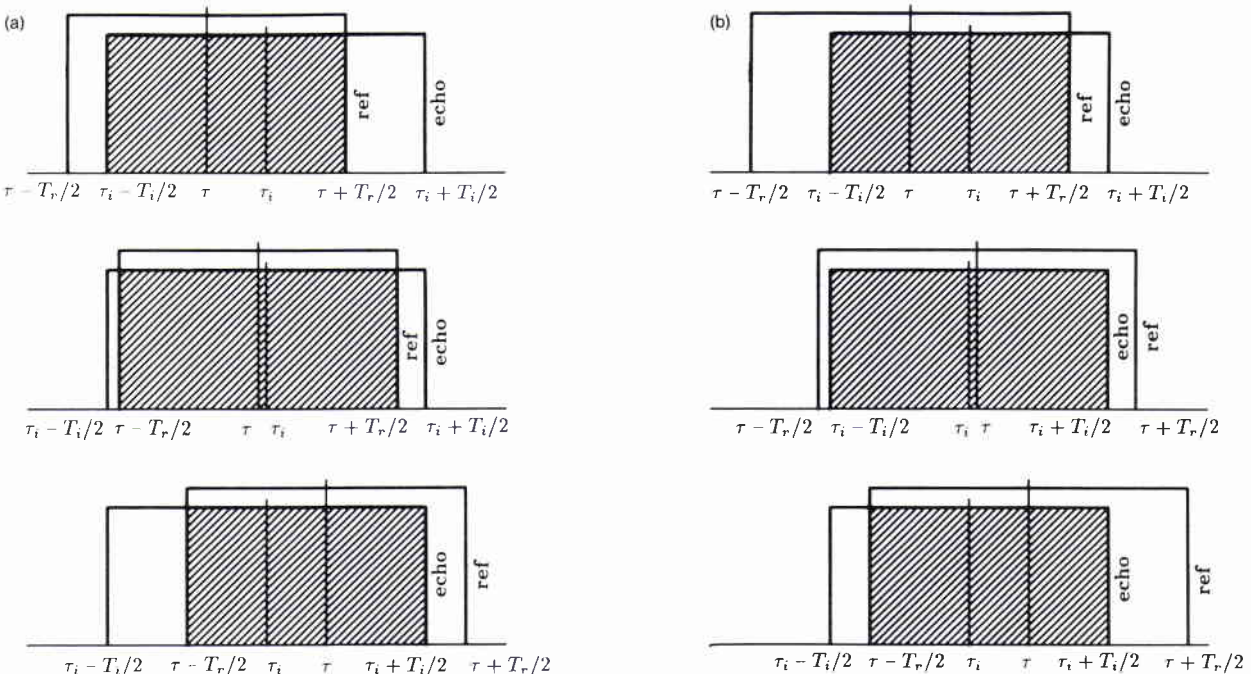 (a)
ref
echo
τ − T_r/2 τ_i − T_i/2 τ τ_i τ + T_r/2 τ_i + T_i/2
ref
echo
τ_i − T_i/2 τ − T_r/2 τ τ_i τ + T_r/2 τ_i + T_i/2
echo
ref
τ_i − T_i/2 τ − T_r/2 τ_i τ τ_i + T_i/2 τ + T_r/2
(b)
ref
echo
τ − T_r/2 τ_i − T_i/2 τ τ_i τ + T_r/2 τ_i + T_i/2
echo
ref
τ − T_r/2 τ_i − T_i/2 τ_i τ τ_i + T_i/2 τ + T_r/2
echo
ref
τ_i − T_i/2 τ − T_r/2 τ_i τ τ_i + T_i/2 τ + T_r/2